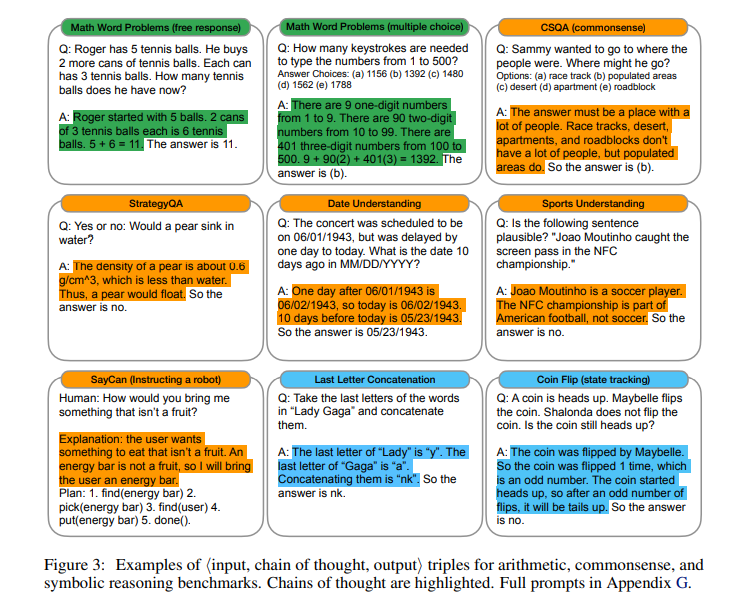 Math Word Problems (free response)
Q: Roger has 5 tennis balls. He buys
2 more cans of tennis balls. Each can
has 3 tennis balls. How many tennis
balls does he have now?
A: Roger started with 5 balls. 2 cans
of 3 tennis balls each is 6 tennis
balls. 5 + 6 = 11. The answer is 11.
Math Word Problems (multiple choice)
Q: How many keystrokes are needed
to type the numbers from 1 to 500?
Answer Choices: (a) 1156 (b) 1392 (c) 1480
(d) 1562 (e) 1788
A: There are 9 one-digit numbers
from 1 to 9. There are 90 two-digit
numbers from 10 to 99. There are
401 three-digit numbers from 100 to
500. 9 + 90(2) + 401(3) = 1392. The
answer is (b).
CSQA (commonsense)
Q: Sammy wanted to go to where the
people were. Where might he go?
Options: (a) race track (b) populated areas
(c) desert (d) apartment (e) roadblock
A: The answer must be a place with a
lot of people. Race tracks, desert,
apartments, and roadblocks don't
have a lot of people, but populated
areas do. So the answer is (b).
StrategyQA
Q: Yes or no: Would a pear sink in
water?
A: The density of a pear is about 0.6
g/cm^3, which is less than water.
Thus, a pear would float. So the
answer is no.
Date Understanding
Q: The concert was scheduled to be
on 06/01/1943, but was delayed by
one day to today. What is the date 10
days ago in MM/DD/YYYY?
A: One day after 06/01/1943 is
06/02/1943, so today is 06/02/1943.
10 days before today is 05/23/1943.
So the answer is 05/23/1943.
Sports Understanding
Q: Is the following sentence
plausible? "Joao Moutinho caught the
screen pass in the NFC
championship."
A: Joao Moutinho is a soccer player.
The NFC championship is part of
American football, not soccer. So the
answer is no.
SayCan (Instructing a robot)
Human: How would you bring me
something that isn't a fruit?
Explanation: the user wants
something to eat that isn't a fruit. An
energy bar is not a fruit, so I will bring
the user an energy bar.
Plan: 1. find(energy bar) 2.
pick(energy bar) 3. find(user) 4.
put(energy bar) 5. done().
Last Letter Concatenation
Q: Take the last letters of the words
in “Lady Gaga” and concatenate
them.
A: The last letter of “Lady” is “y”. The
last letter of “Gaga” is “a”.
Concatenating them is “nk”. So the
answer is nk.
Coin Flip (state tracking)
Q: A coin is heads up. Maybelle flips
the coin. Shalonda does not flip the
coin. Is the coin still heads up?
A: The coin was flipped by Maybelle.
So the coin was flipped 1 time, which
is an odd number. The coin started
heads up, so after an odd number of
flips, it will be tails up. So the answer
is no.
Figure 3: Examples of ⟨input, chain of thought, output⟩ triples for arithmetic, commonsense, and
symbolic reasoning benchmarks. Chains of thought are highlighted. Full prompts in Appendix G.